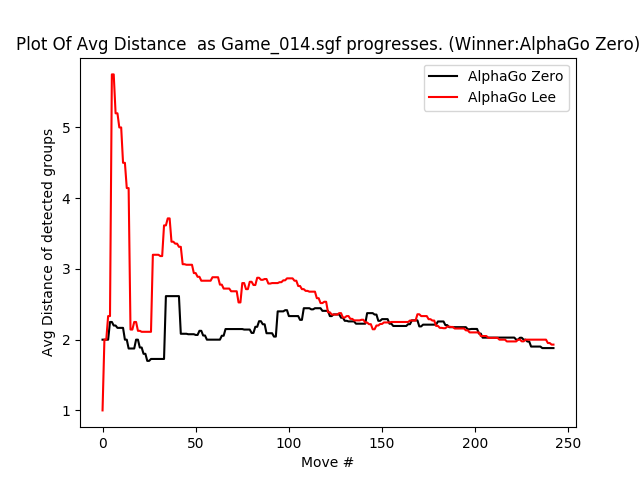 Plot Of Avg Distance  as Game_014.sgf progresses. (Winner:AlphaGo Zero)
AlphaGo Zero
AlphaGo Lee
Avg Distance of detected groups
5
4
3
2
1
0 50 100 150 200 250
Move #